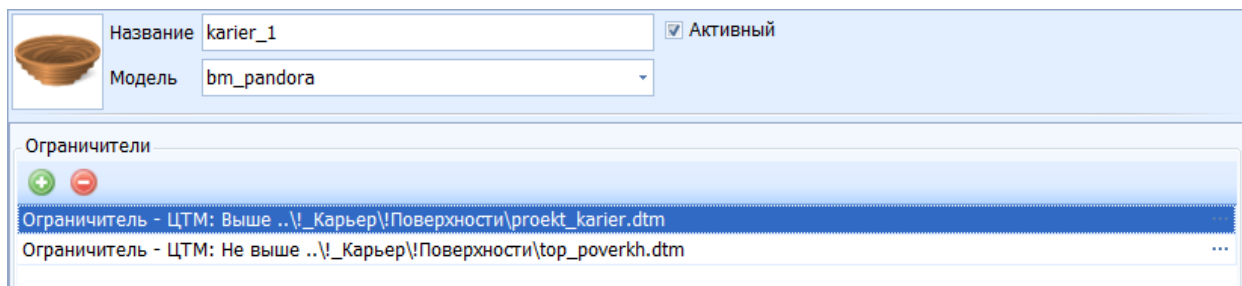 Название karier_1 Активный
Модель bm_pandora
Ограничители
Ограничитель - ЦТМ: Выше ..\!_Карьер\!Поверхности\proekt_karier.dtm ...
Ограничитель - ЦТМ: Не выше ..\!_Карьер\!Поверхности\top_poverkh.dtm ...